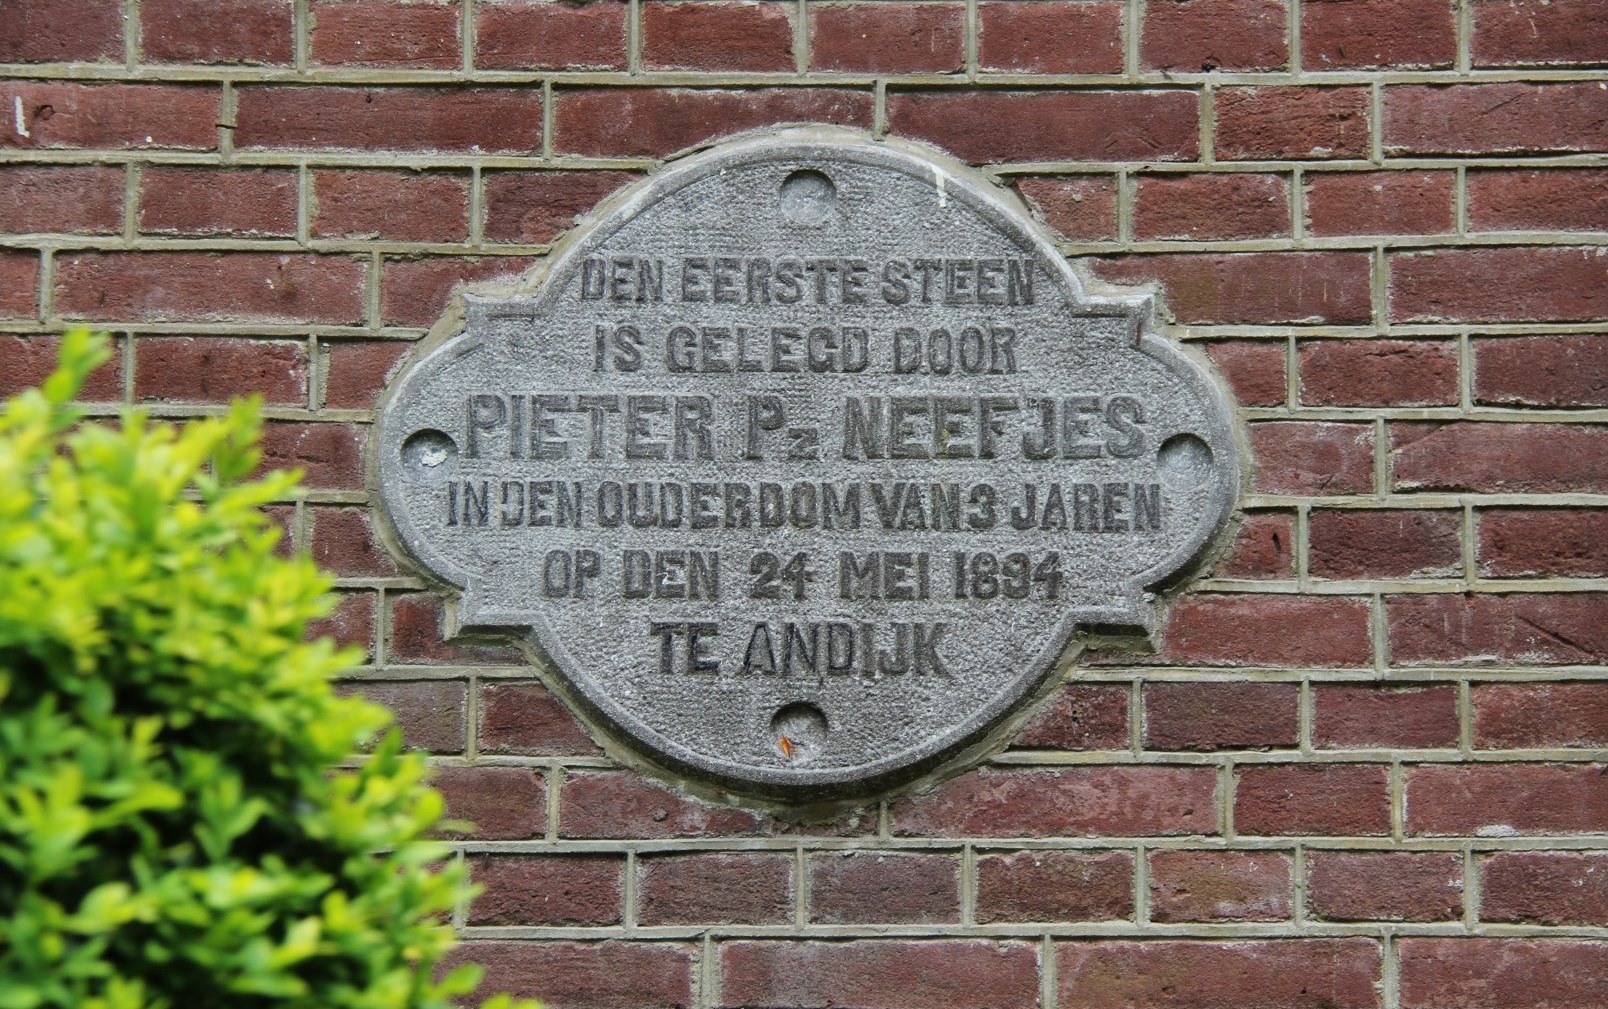 DEN EERSTE STEEN
IS GELEGD DOOR
PIETER Pz NEEFJES
IN DEN OUDERDOM VAN 3 JAREN
OP DEN 24 MEI 1894
TE ANDIJK